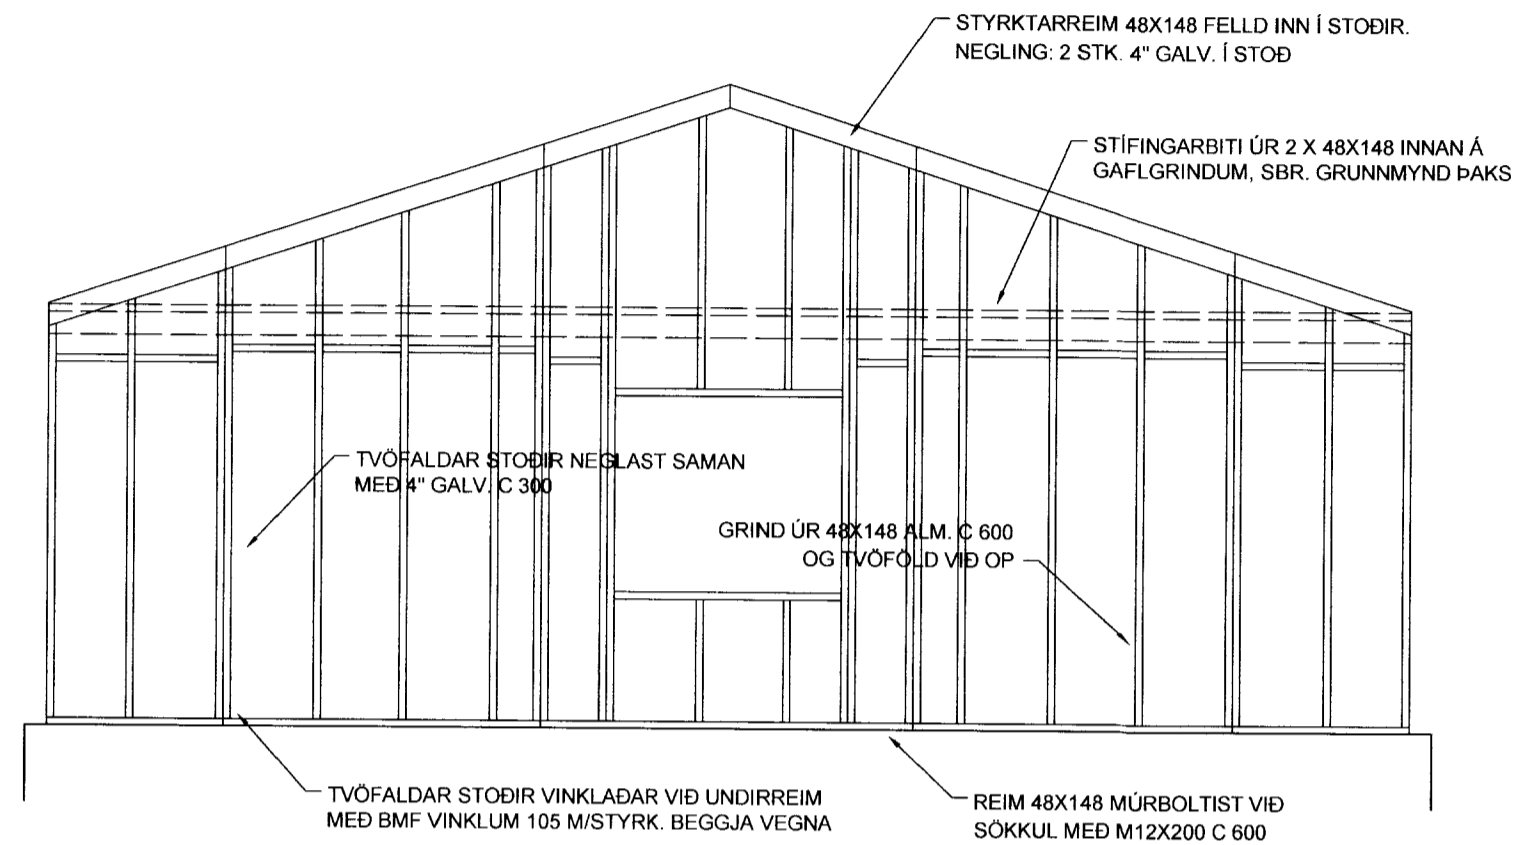 STYRKTARREIM 48X148 FELLD INN Í STOÐIR.
NEGLING: 2 STK. 4" GALV. Í STOÐ
STÍFINGARBITI ÚR 2 X 48X148 INNAN Á
GAFLGRINDUM, SBR. GRUNNMYND ÞAKS
TVÖFALDAR STOÐIR NEGLAST SAMAN
MEÐ 4" GALV. C 300
GRIND ÚR 48X148 ALM. C 600
OG TVÖFÖLD VIÐ OP
TVÖFALDAR STOÐIR VINKLAÐAR VIÐ UNDIRREIM
MEÐ BMF VINKLUM 105 M/STYRK. BEGGJA VEGNA
REIM 48X148 MÚRBOLTIST VIÐ
SÖKKUL MEÐ M12X200 C 600